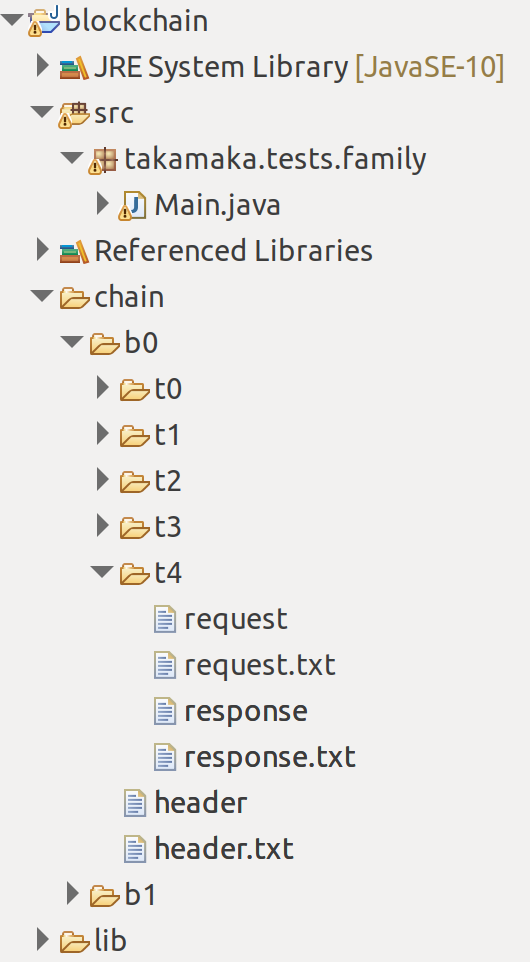 blockchain
JRE System Library [JavaSE-10]
src
takamaka.tests.family
Main.java
Referenced Libraries
chain
b0
t0
t1
t2
t3
t4
request
request.txt
response
response.txt
header
header.txt
b1
lib